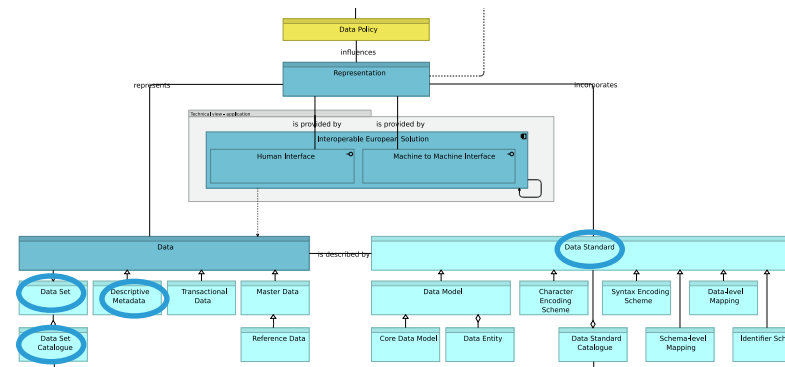 Data Policy
influences
Representation
represents
incorporates
Technical view - application
is provided by
is provided by
Interoperable European Solution
Human Interface
Machine to Machine Interface
Data
is described by
Data Standard
Data Set
Descriptive
Metadata
Transactional
Data
Master Data
Data Model
Character
Encoding
Scheme
Syntax Encoding
Scheme
Data-level
Mapping
Data Set
Catalogue
Reference Data
Core Data Model
Data Entity
Data Standard
Catalogue
Schema-level
Mapping
Identifier Sch